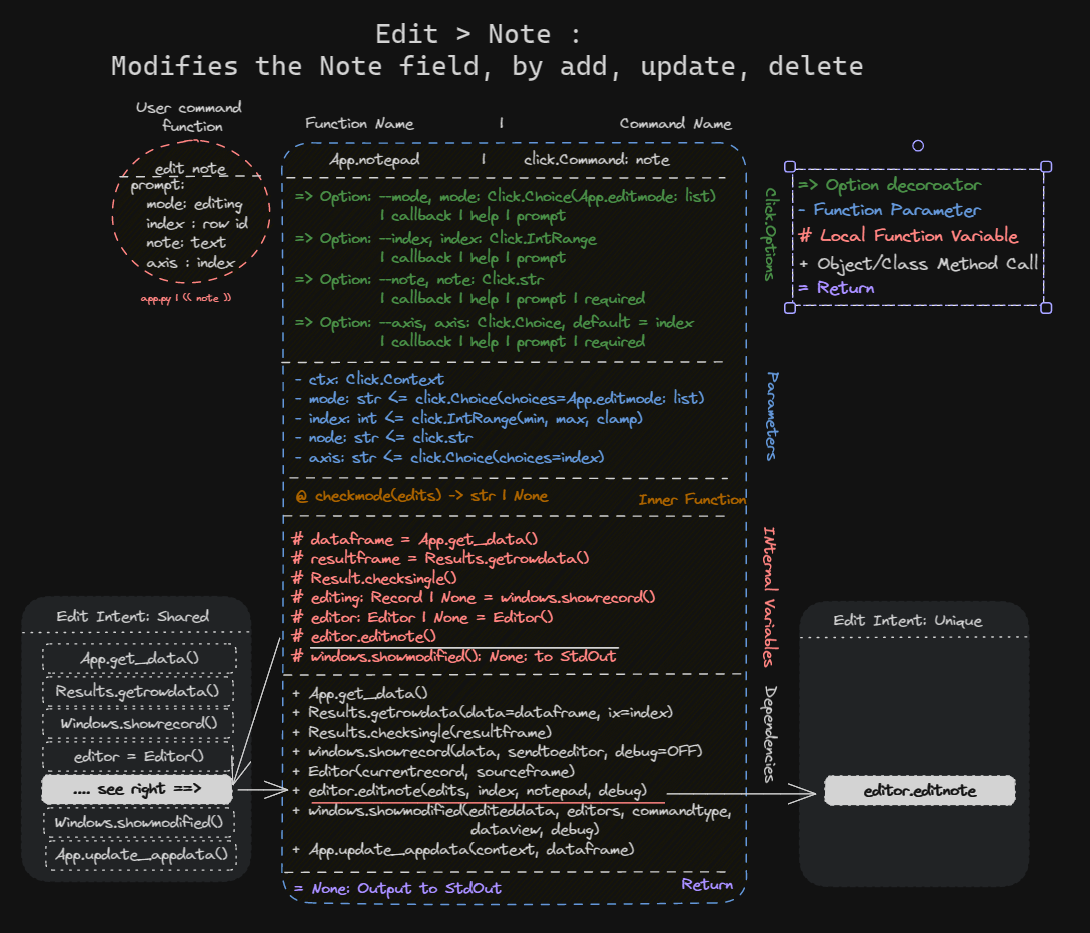 Edit > Note :
Modifies the Note field, by add, update, delete
User command
function
edit note
prompt:
mode: editing
index : row id
note: text
axis : index
app.py | (( note ))
Function Name | Command Name
App.notepad | click.Command: note
=> Option: --mode, mode: Click.Choice(App.editmode: list)
| callback | help | prompt
=> Option: --index, index: Click.IntRange
| callback | help | prompt
=> Option: --note, note: Click.str
| callback | help | prompt | required
=> Option: --axis, axis: Click.Choice, default = index
| callback | help | prompt | required
Click.Options
- ctx: Click.Context
- mode: str <= click.Choice(choices=App.editmode: list)
- index: int <= click.IntRange(min, max, clamp)
- node: str <= click.str
- axis: str <= click.Choice(choices=index)
Parameters
@ checkmode(edits) -> str | None
Inner Function
# dataframe = App.get_data()
# resultframe = Results.getrowdata()
# Result.checksingle()
# editing: Record | None = windows.showrecord()
# editor: Editor | None = Editor()
# editor.editnote()
# windows.showmodified(): None: to StdOut
INternal Variables
+ App.get_data()
+ Results.getrowdata(data=dataframe, ix=index)
+ Results.checksingle(resultframe)
+ windows.showrecord(data, sendtoeditor, debug=OFF)
+ Editor(currentrecord, sourceframe)
+ editor.editnote(edits, index, notepad, debug)
+ windows.showmodified(editeddata, editors, commandtype,
dataview, debug)
+ App.update_appdata(context, dataframe)
Dependencies
= None: Output to StdOut
Return
=> Option decoroator
- Function Parameter
# Local Function Variable
+ Object/Class Method Call
= Return
Edit Intent: Shared
App.get_data()
Results.getrowdata()
Windows.showrecord()
editor = Editor()
.... see right ==>
Windows.showmodified()
App.update_appdata()
Edit Intent: Unique
editor.editnote